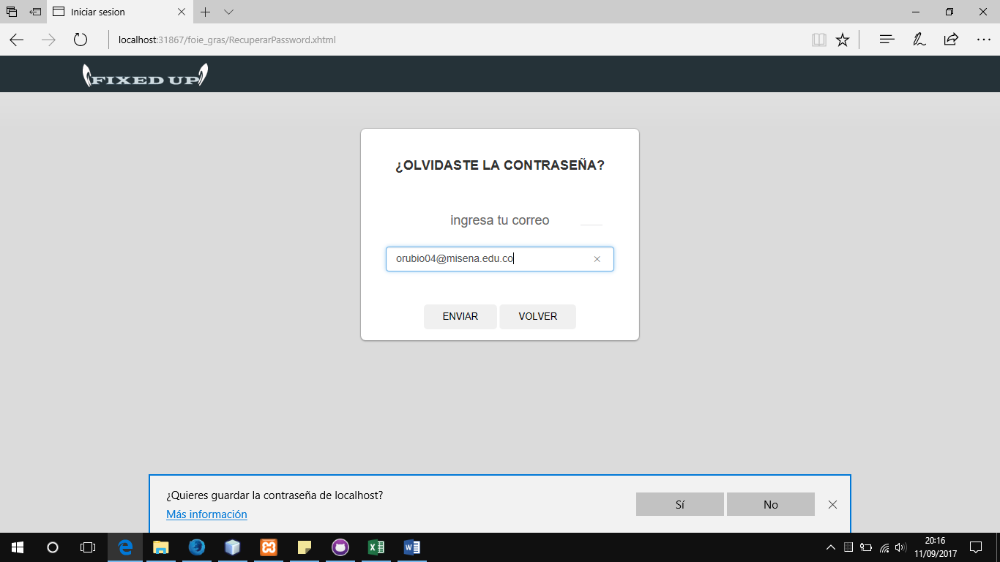 Iniciar sesion
localhost:31867/foie_gras/RecuperarPassword.xhtml
FIXED UP
¿OLVIDASTE LA CONTRASEÑA?
ingresa tu correo
orubio04@misena.edu.co
ENVIAR VOLVER
¿Quieres guardar la contraseña de localhost?
Sí No
Más información
20:16
11/09/2017